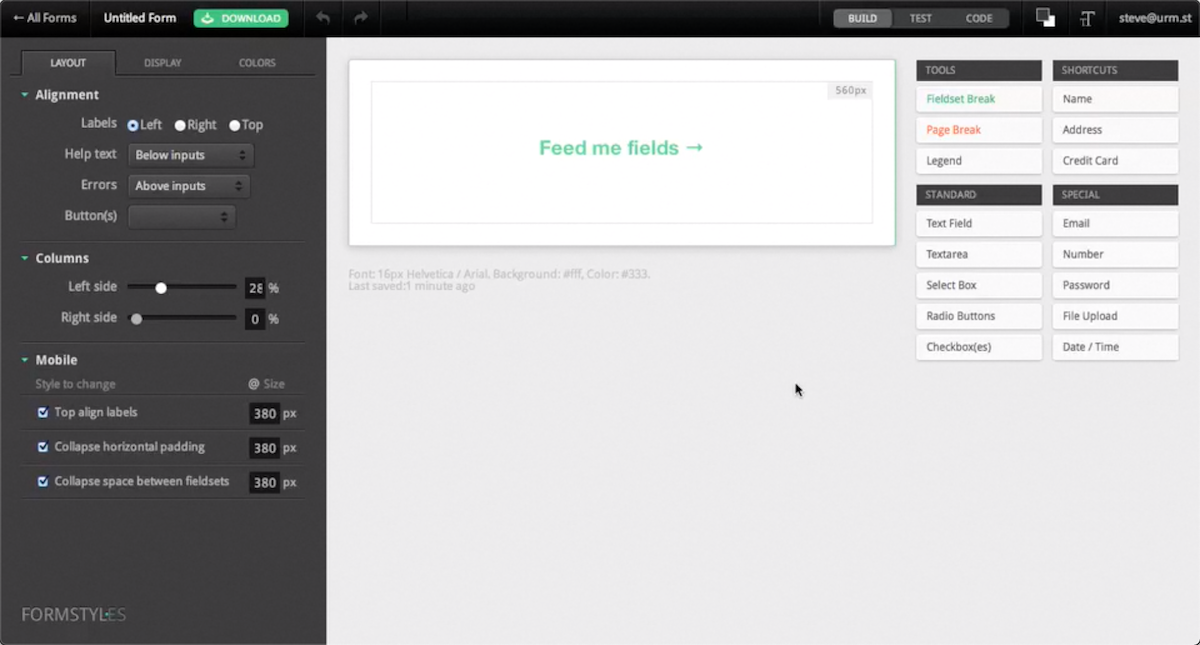 ← All Forms
Untitled Form
DOWNLOAD
BUILD
TEST
CODE
steve@urm.st
LAYOUT
DISPLAY
COLORS
Alignment
Labels Left Right Top
Help text Below inputs
Errors Above inputs
Button(s)
Columns
Left side 28 %
Right side 0 %
Mobile
Style to change @ Size
Top align labels 380 px
Collapse horizontal padding 380 px
Collapse space between fieldsets 380 px
FORMSTYLES
560px
Feed me fields →
Font: 16px Helvetica / Arial. Background: #fff, Color: #333.
Last saved:1 minute ago
TOOLS
Fieldset Break
Page Break
Legend
SHORTCUTS
Name
Address
Credit Card
STANDARD
Text Field
Textarea
Select Box
Radio Buttons
Checkbox(es)
SPECIAL
Email
Number
Password
File Upload
Date / Time